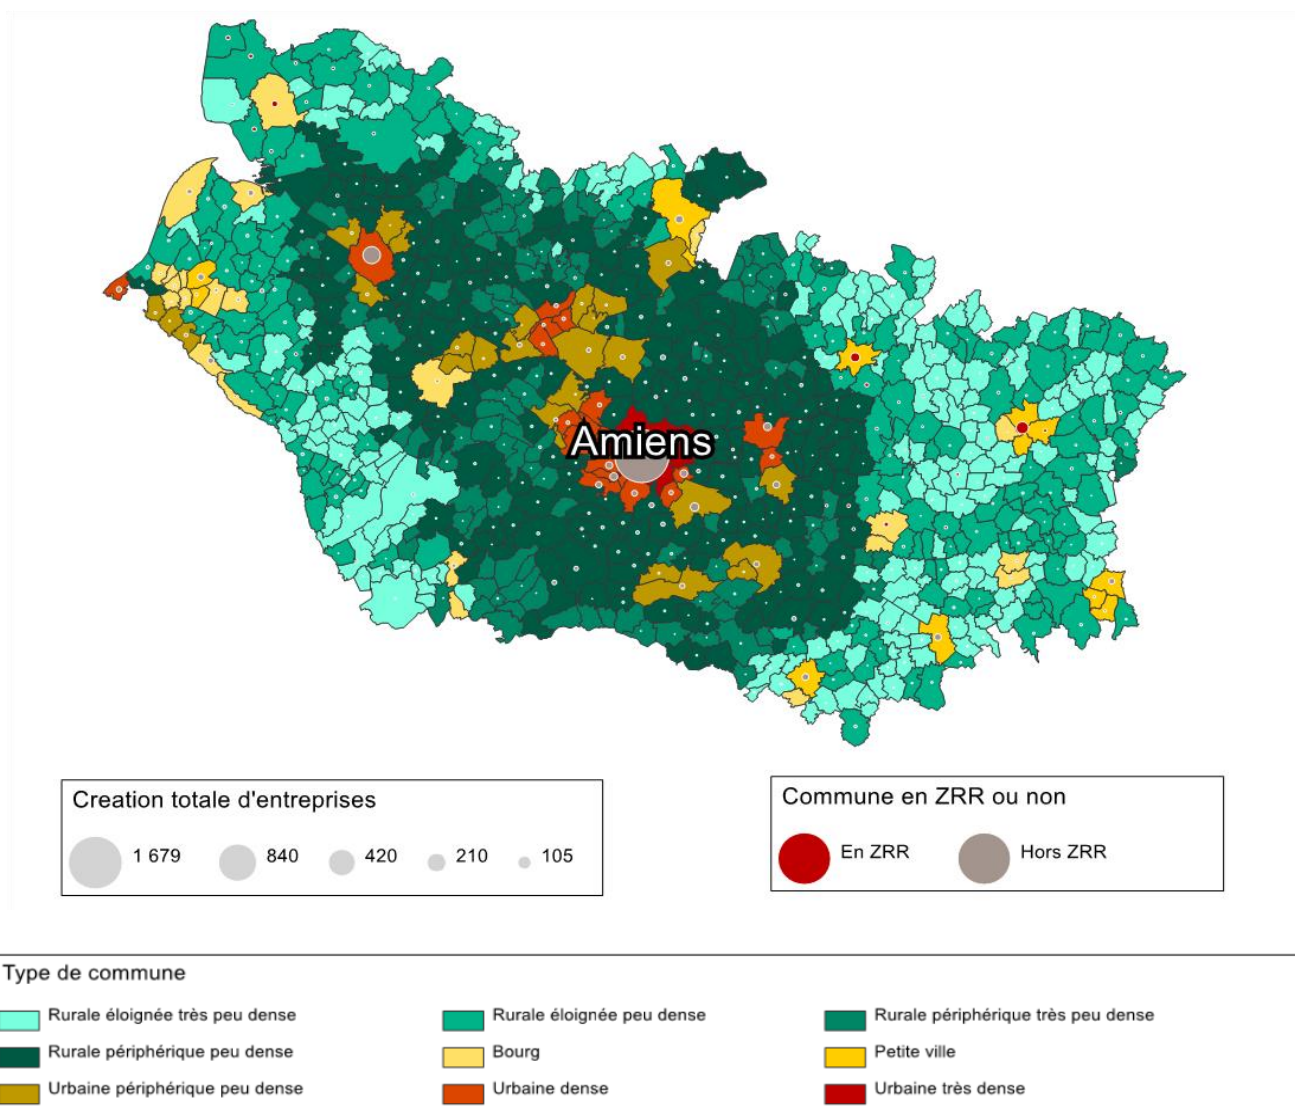 Amiens
Creation totale d'entreprises
1 679 840 420 210 105
Commune en ZRR ou non
En ZRR Hors ZRR
Type de commune
Rurale éloignée très peu dense Rurale éloignée peu dense Rurale périphérique très peu dense
Rurale périphérique peu dense Bourg Petite ville
Urbaine périphérique peu dense Urbaine dense Urbaine très dense